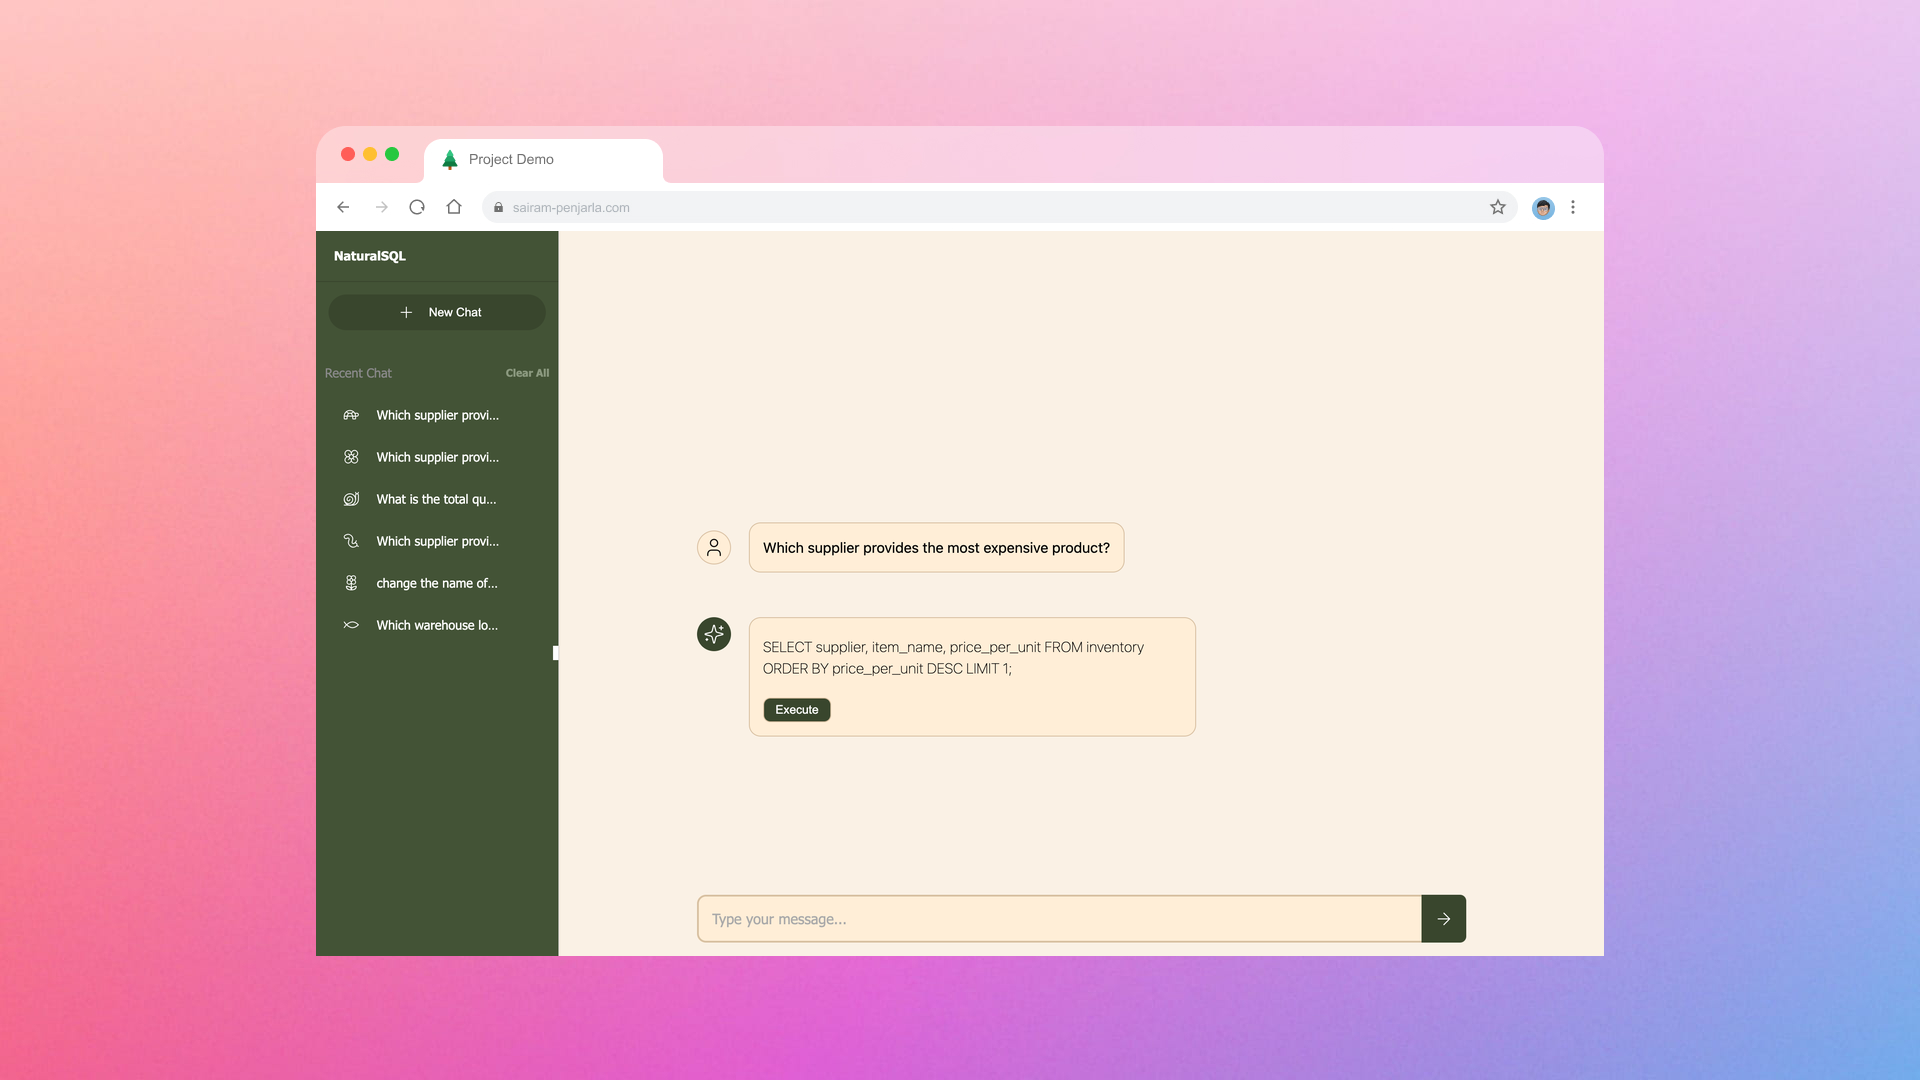 Project Demo
sairam-penjarla.com
NaturalSQL
New Chat
Recent Chat
Clear All
Which supplier provi...
Which supplier provi...
What is the total qu...
Which supplier provi...
change the name of...
Which warehouse lo...
Which supplier provides the most expensive product?
SELECT supplier, item_name, price_per_unit FROM inventory
ORDER BY price_per_unit DESC LIMIT 1;
Execute
Type your message...